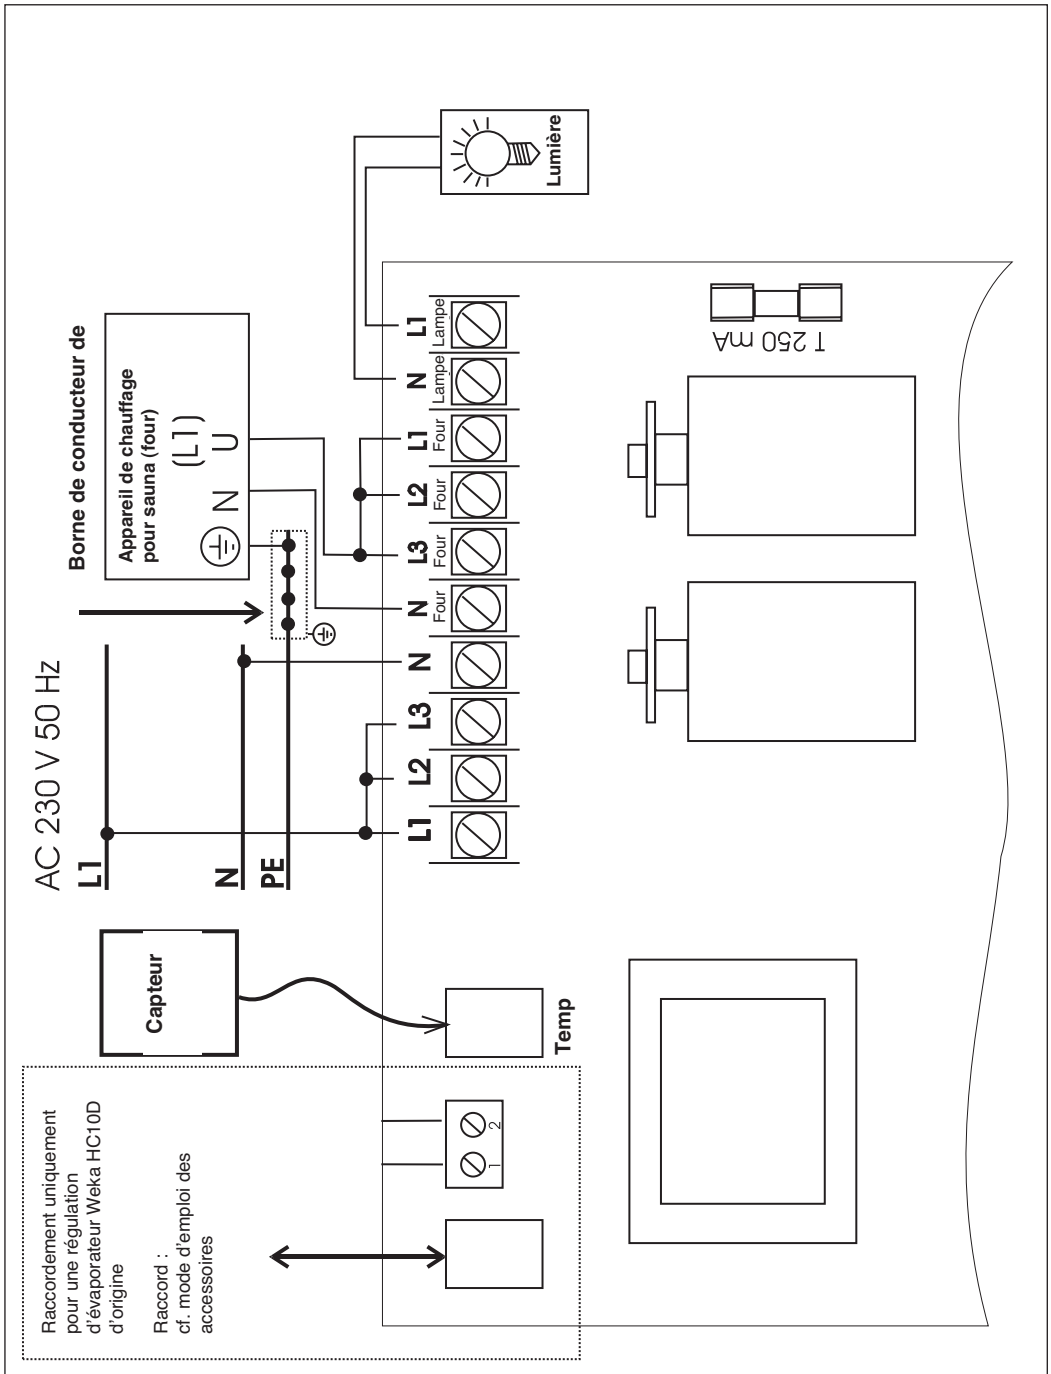 Raccordement uniquement
pour une régulation
d'évaporateur Weka HC10D
d'origine
Raccord :
cf. mode d'emploi des
accessoires
1
2
Capteur
Temp
AC 230 V 50 Hz
L1
N
PE
Borne de conducteur de
Appareil de chauffage
pour sauna (four)
(L1)
N
U
L1
L2
L3
N
N
Four
L3
Four
L2
Four
L1
Four
N
Lampe
L1
Lampe
Lumière
T 250 mA